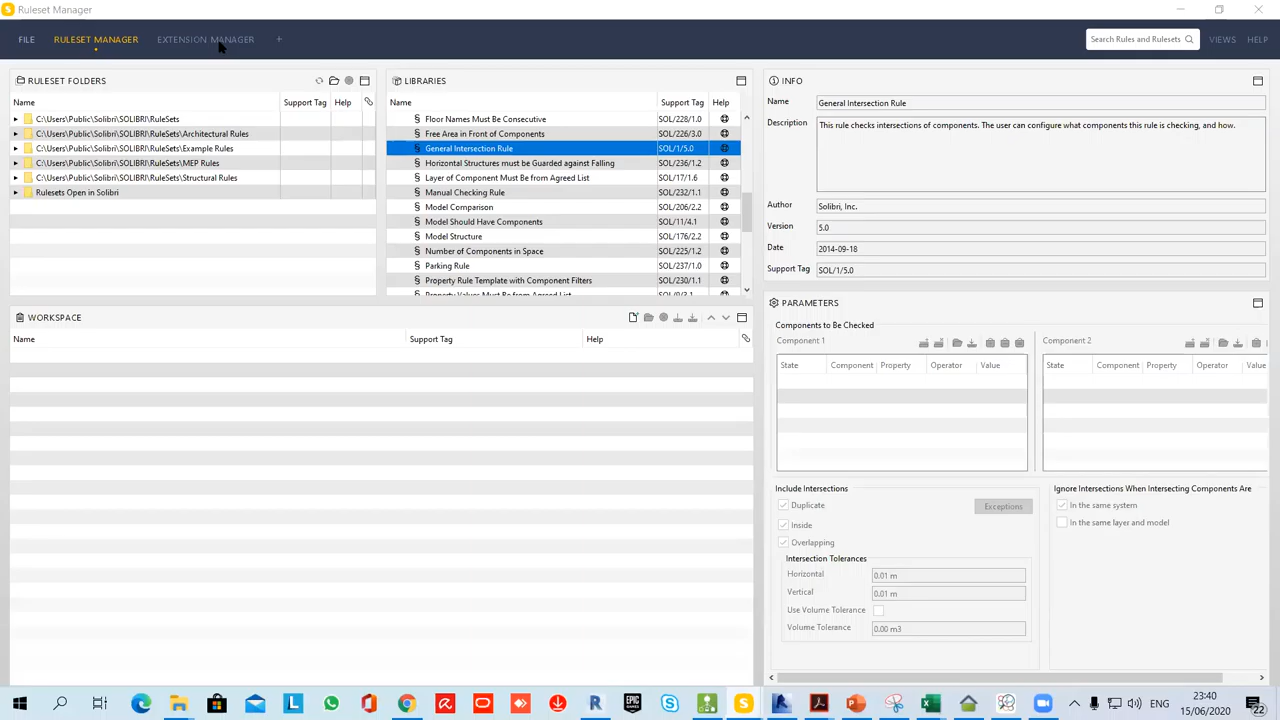 Ruleset Manager
FILE RULESET MANAGER EXTENSION MANAGER +
Search Rules and Rulesets VIEWS HELP
RULESET FOLDERS
Name Support Tag Help
C:\Users\Public\Solibri\SOLIBRI\RuleSets
C:\Users\Public\Solibri\SOLIBRI\RuleSets\Architectural Rules
C:\Users\Public\Solibri\SOLIBRI\RuleSets\Example Rules
C:\Users\Public\Solibri\SOLIBRI\RuleSets\MEP Rules
C:\Users\Public\Solibri\SOLIBRI\RuleSets\Structural Rules
Rulesets Open in Solibri
LIBRARIES
Name Support Tag Help
§ Floor Names Must Be Consecutive SOL/228/1.0
§ Free Area in Front of Components SOL/226/3.0
§ General Intersection Rule SOL/1/5.0
§ Horizontal Structures must be Guarded against Falling SOL/236/1.2
§ Layer of Component Must Be from Agreed List SOL/17/1.6
§ Manual Checking Rule SOL/232/1.1
§ Model Comparison SOL/206/2.2
§ Model Should Have Components SOL/11/4.1
§ Model Structure SOL/176/2.2
§ Number of Components in Space SOL/225/1.2
§ Parking Rule SOL/237/1.0
§ Property Rule Template with Component Filters SOL/230/1.1
§ Property Values Must Be from Agreed List SOL/9/3.1
INFO
Name General Intersection Rule
Description This rule checks intersections of components. The user can configure what components this rule is checking, and how.
Author Solibri, Inc.
Version 5.0
Date 2014-09-18
Support Tag SOL/1/5.0
WORKSPACE
Name Support Tag Help
PARAMETERS
Components to Be Checked
Component 1
State Component Property Operator Value
Component 2
State Component Property Operator Value
Include Intersections
Duplicate Exceptions
Inside
Overlapping
Intersection Tolerances
Horizontal 0.01 m
Vertical 0.01 m
Use Volume Tolerance
Volume Tolerance 0.00 m3
Ignore Intersections When Intersecting Components Are
In the same system
In the same layer and model
ENG
23:40
15/06/2020
22